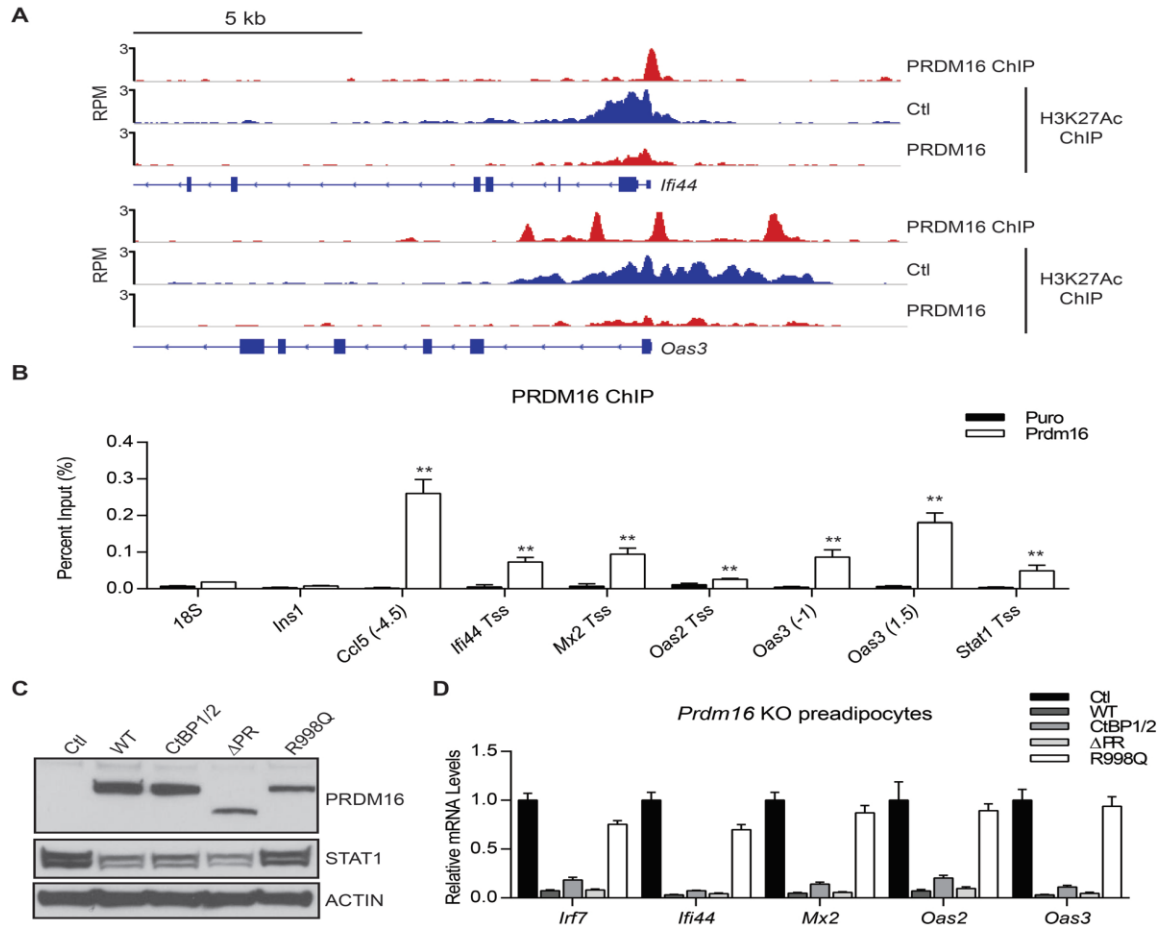 A
5 kb
3
PRDM16 ChIP
3
Ctl
RPM
H3K27Ac
ChIP
3
PRDM16
Ifi44
3
PRDM16 ChIP
3
Ctl
RPM
H3K27Ac
ChIP
3
PRDM16
Oas3
B
PRDM16 ChIP
Puro
Prdm16
Percent Input (%)
0.4
0.3
0.2
0.1
0.0
** ** ** ** ** ** **
18S Ins1 Ccl5 (-4.5) Ifi44 Tss Mx2 Tss Oas2 Tss Oas3 (-1) Oas3 (1.5) Stat1 Tss
C
Ctl WT CtBP1/2 ΔPR R998Q
PRDM16
STAT1
ACTIN
D
Prdm16 KO preadipocytes
Ctl
WT
CtBP1/2
ΔPR
R998Q
Relative mRNA Levels
1.5
1.0
0.5
0.0
Irf7 Ifi44 Mx2 Oas2 Oas3